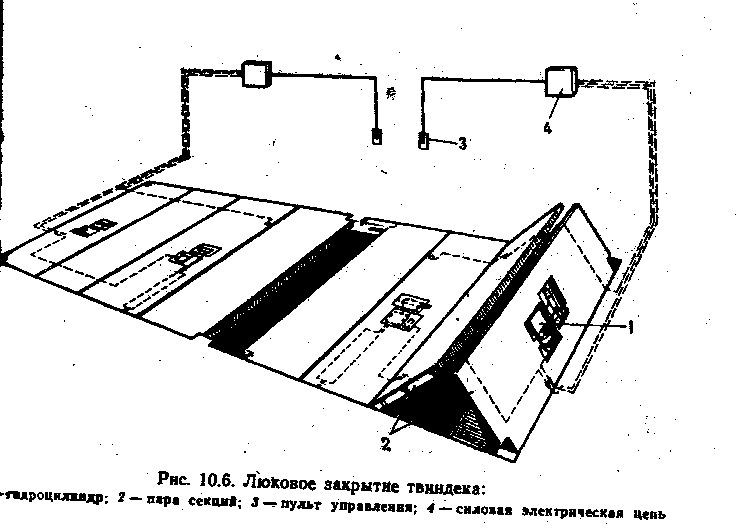 4
3
1
2
Рис. 10.6. Люковое закрытие твиндека:
—гидроцилиндр; 2 — пара секций; 3 — пульт управления; 4 — силовая электрическая цепь